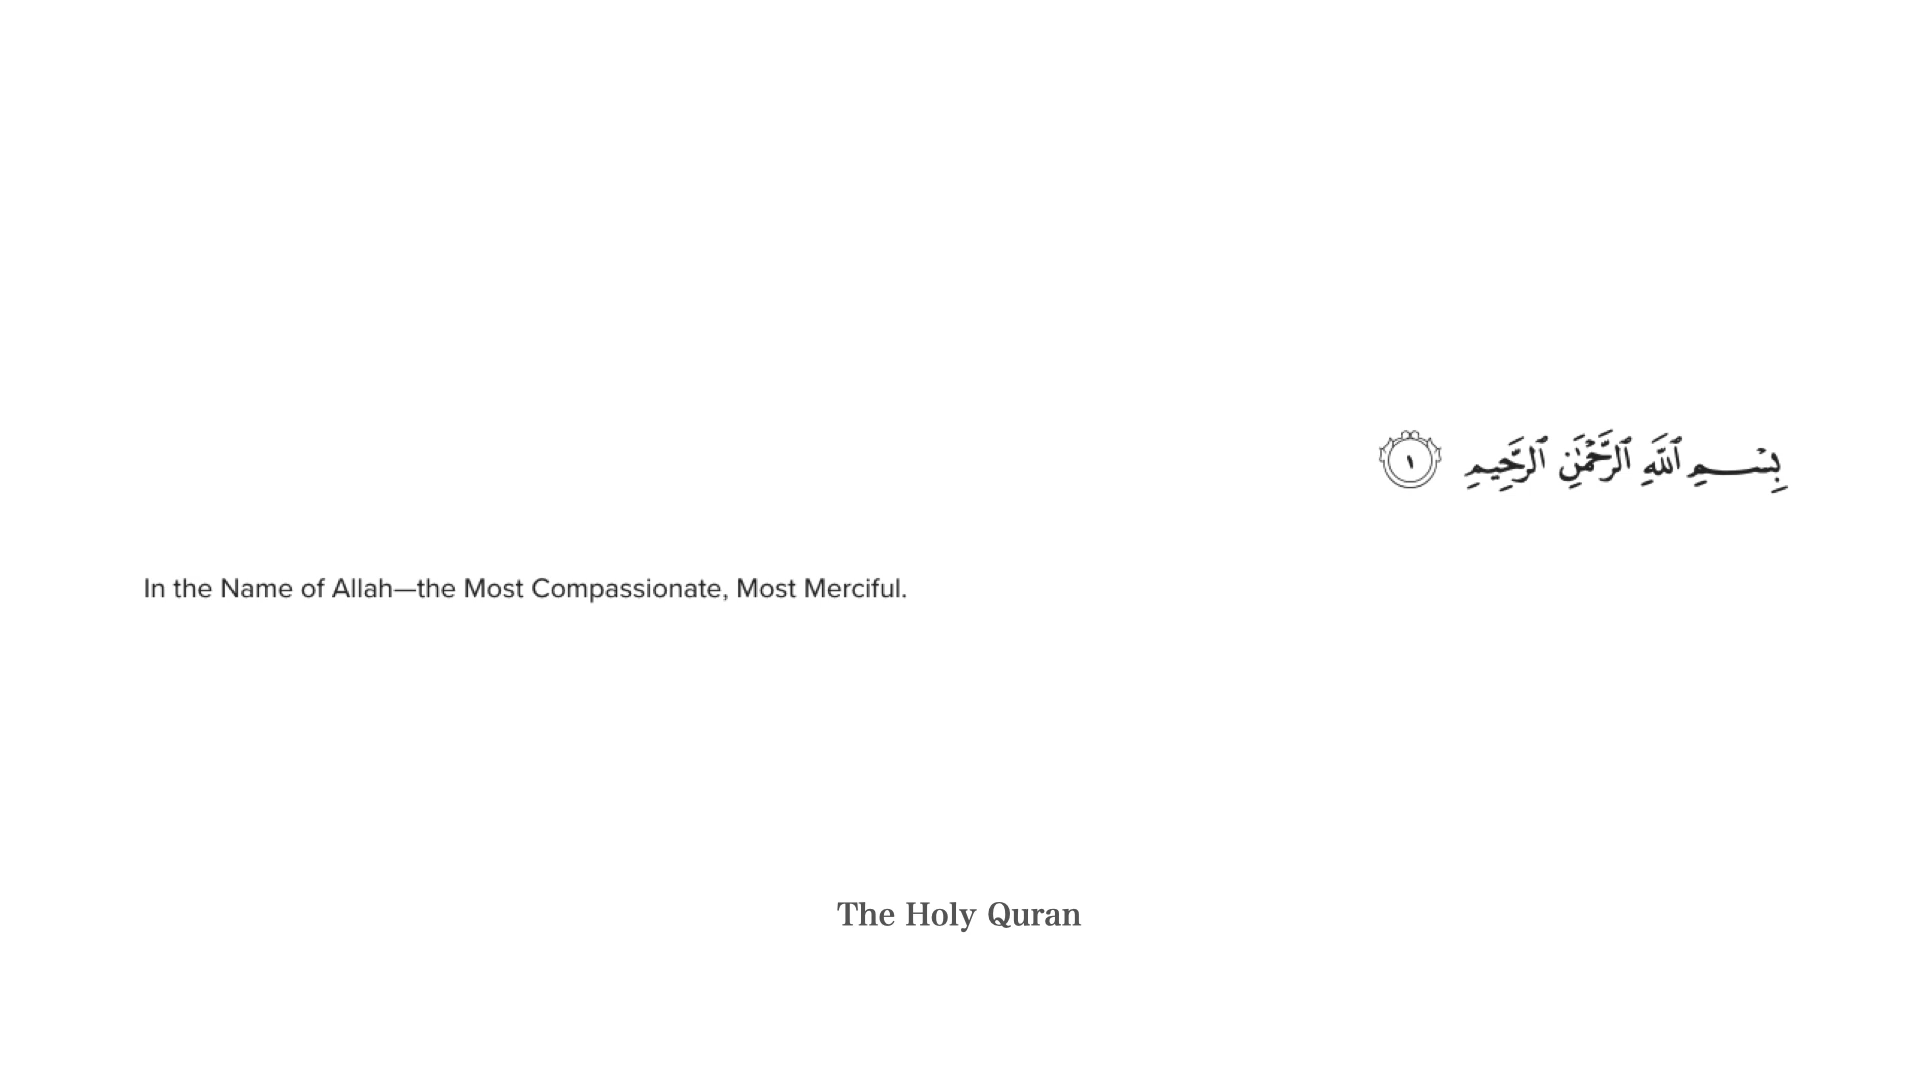 بِسْمِ ٱللَّهِ ٱلرَّحْمَـٰنِ ٱلرَّحِيمِ ١
In the Name of Allah—the Most Compassionate, Most Merciful.
The Holy Quran